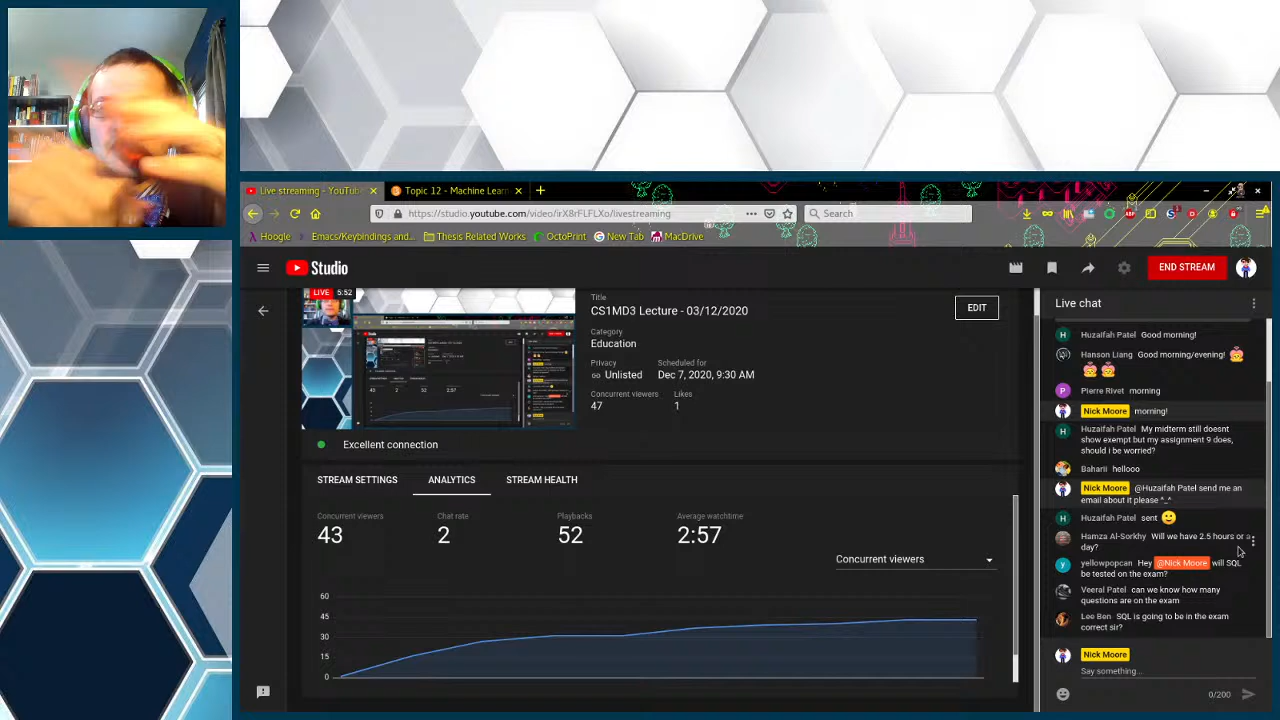 Live streaming - YouTub
Topic 12 - Machine Learn
https://studio.youtube.com/video/irX8rFLFLXo/livestreaming
Search
Hoogle
Emacs/Keybindings and...
Thesis Related Works
OctoPrint
New Tab
MacDrive
Studio
END STREAM
LIVE 5:52
Title
CS1MD3 Lecture - 03/12/2020
EDIT
Category
Education
Privacy
Scheduled for
Unlisted
Dec 7, 2020, 9:30 AM
Concurrent viewers
Likes
47
1
Excellent connection
STREAM SETTINGS
ANALYTICS
STREAM HEALTH
Concurrent viewers
Chat rate
Playbacks
Average watchtime
43
2
52
2:57
Concurrent viewers
60
45
30
15
0
Live chat
Huzaifah Patel Good morning!
Hanson Liang Good morning/evening!
Pierre Rivet morning
Nick Moore morning!
Huzaifah Patel My midterm still doesnt
show exempt but my assignment 9 does,
should i be worried?
Baharii hellooo
Nick Moore @Huzaifah Patel send me an
email about it please ^_^
Huzaifah Patel sent
Hamza Al-Sorkhy Will we have 2.5 hours or a
day?
yellowpopcan Hey @Nick Moore will SQL
be tested on the exam?
Veeral Patel can we know how many
questions are on the exam
Lee Ben SQL is going to be in the exam
correct sir?
Nick Moore
Say something...
0/200